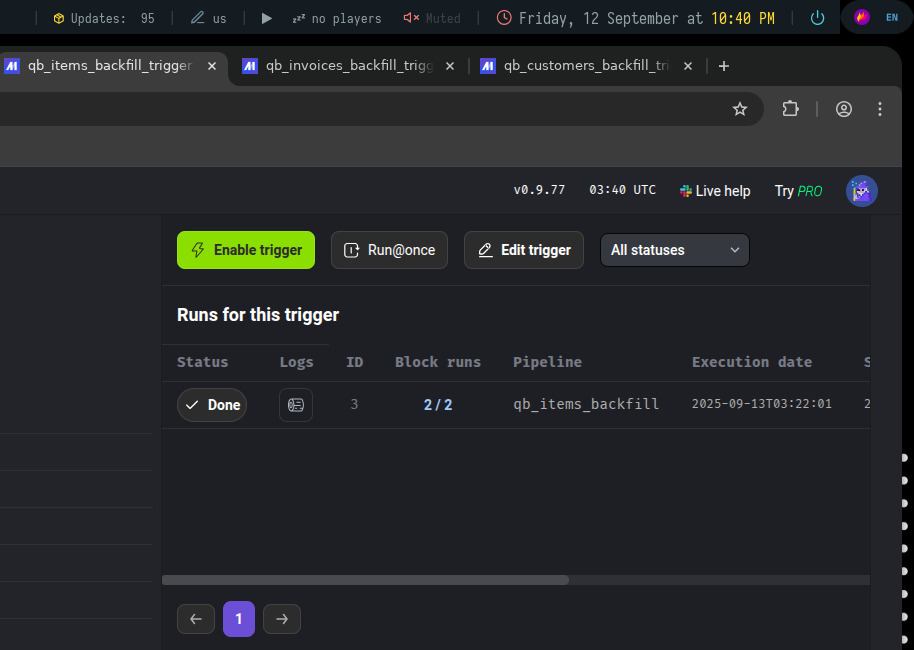 Updates: 95 us no players Muted Friday, 12 September at 10:40 PM EN
qb_items_backfill_trigger qb_invoices_backfill_trigg qb_customers_backfill_tri
v0.9.77 03:40 UTC Live help Try PRO
Enable trigger Run@once Edit trigger All statuses
Runs for this trigger
Status Logs ID Block runs Pipeline Execution date S
Done 3 2 / 2 qb_items_backfill 2025-09-13T03:22:01 2
1